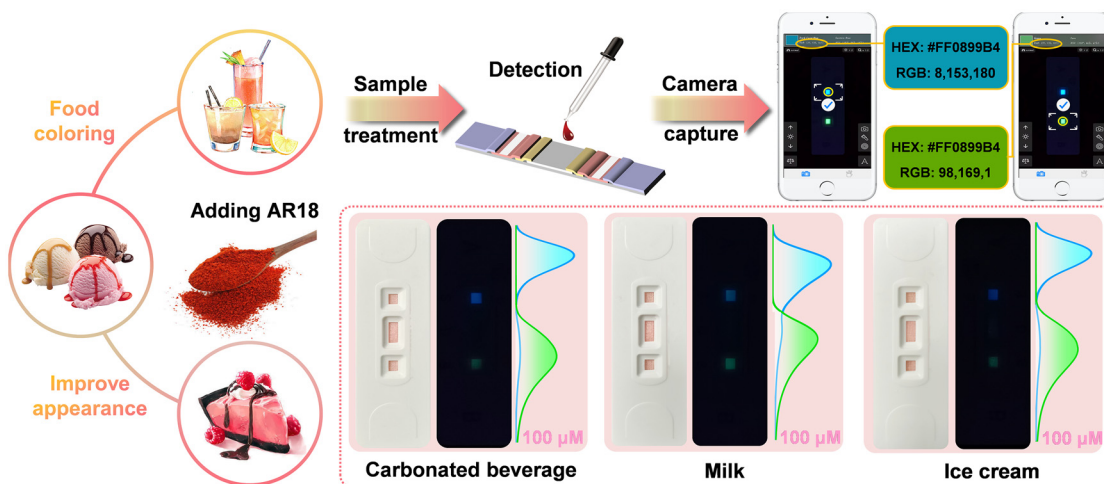 Food
coloring
Improve
appearance
Adding AR18
Sample
treatment
Detection
Camera
capture
HEX: #FF0899B4
RGB: 8,153,180
HEX: #FF0899B4
RGB: 98,169,1
100 μM
Carbonated beverage
100 μM
Milk
100 μM
Ice cream